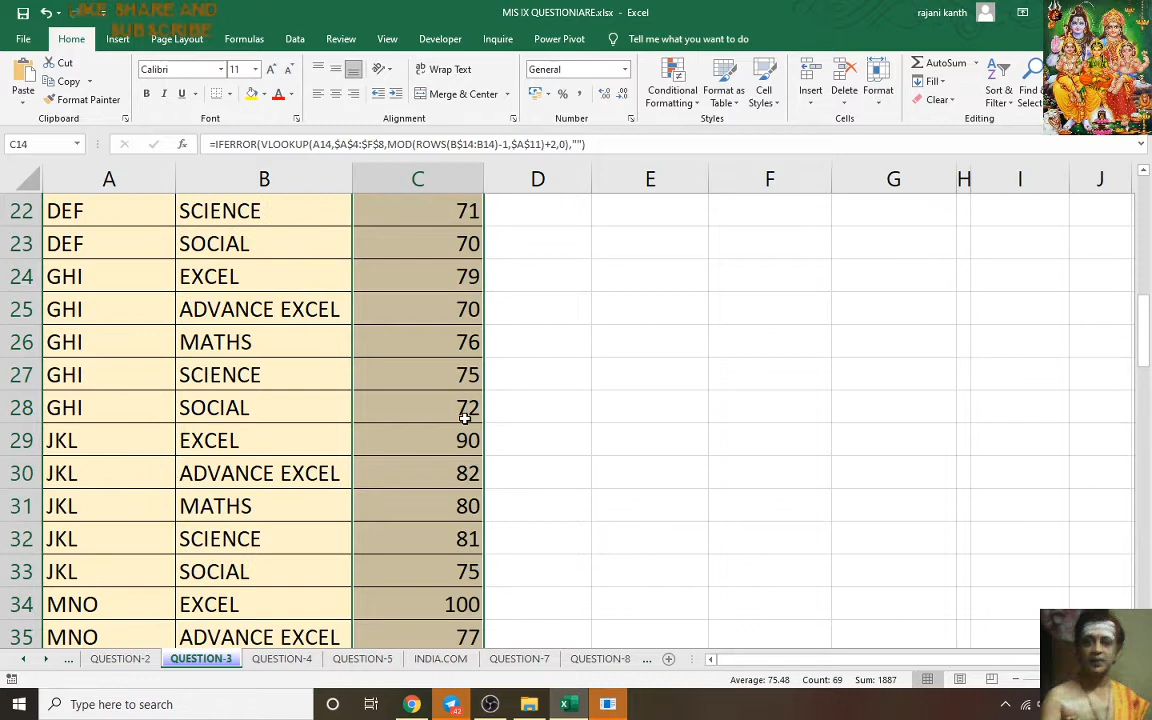 LIKE SHARE AND
SUBSCRIBE
MIS IX QUESTIONIARE.xlsx - Excel
rajani kanth
File Home Insert Page Layout Formulas Data Review View Developer Inquire Power Pivot Tell me what you want to do
Cut
Copy
Format Painter
Paste
Clipboard
Calibri 11
B I U
Font
Wrap Text
Merge & Center
Alignment
General
% ,
Number
Conditional Formatting
Format as Table
Cell Styles
Styles
Insert Delete Format
Cells
AutoSum
Fill
Clear
Sort & Filter
Find &
Editing
C14
fx =IFERROR(VLOOKUP(A14,$A$4:$F$8,MOD(ROWS(B$14:B14)-1,$A$11)+2,0),"")
A B C D E F G H I J
22 DEF SCIENCE 71
23 DEF SOCIAL 70
24 GHI EXCEL 79
25 GHI ADVANCE EXCEL 70
26 GHI MATHS 76
27 GHI SCIENCE 75
28 GHI SOCIAL 72
29 JKL EXCEL 90
30 JKL ADVANCE EXCEL 82
31 JKL MATHS 80
32 JKL SCIENCE 81
33 JKL SOCIAL 75
34 MNO EXCEL 100
35 MNO ADVANCE EXCEL 77
... QUESTION-2 QUESTION-3 QUESTION-4 QUESTION-5 INDIA.COM QUESTION-7 QUESTION-8 ...
Average: 75.48 Count: 69 Sum: 1887
Type here to search
42